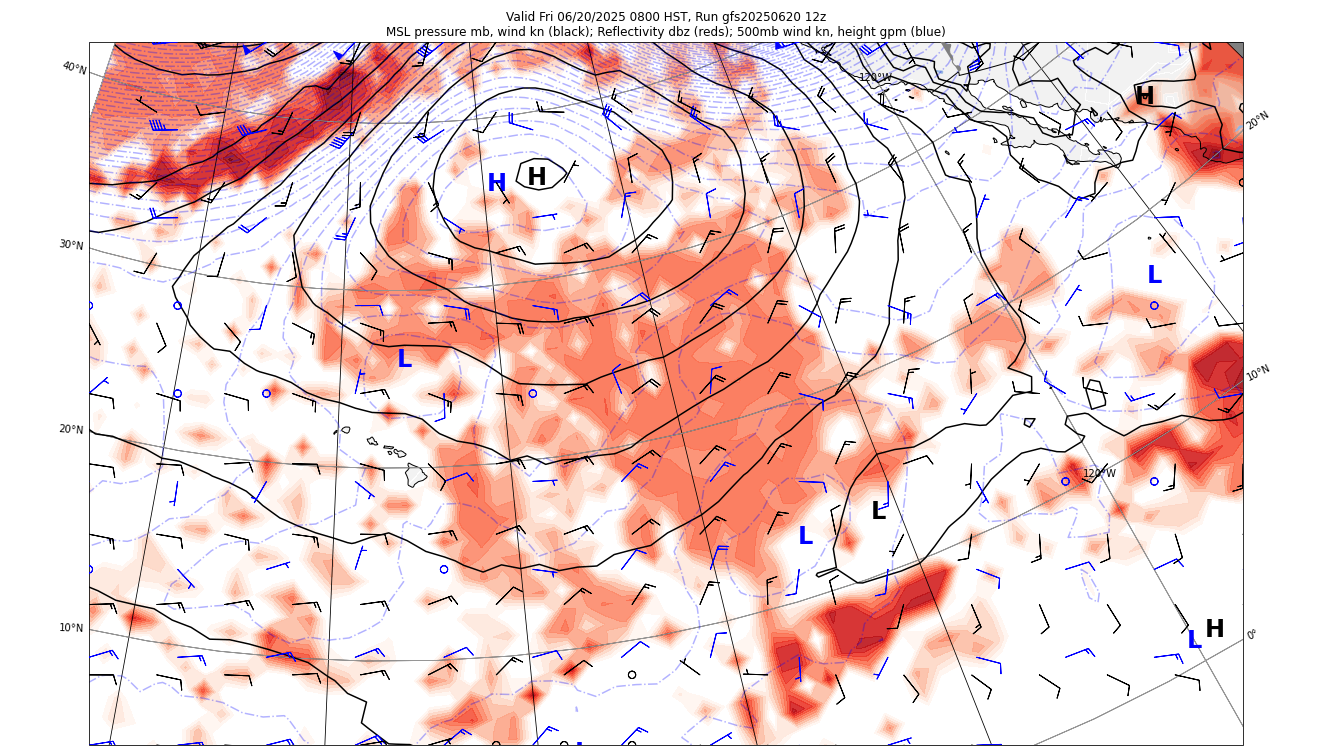 Valid Fri 06/20/2025 0800 HST, Run gfs20250620 12z
MSL pressure mb, wind kn (black); Reflectivity dbz (reds); 500mb wind kn, height gpm (blue)
40°N
120°W
H
20°N
H H
30°N
L
L
10°N
20°N
120°W
L
L
10°N
H
L
0°